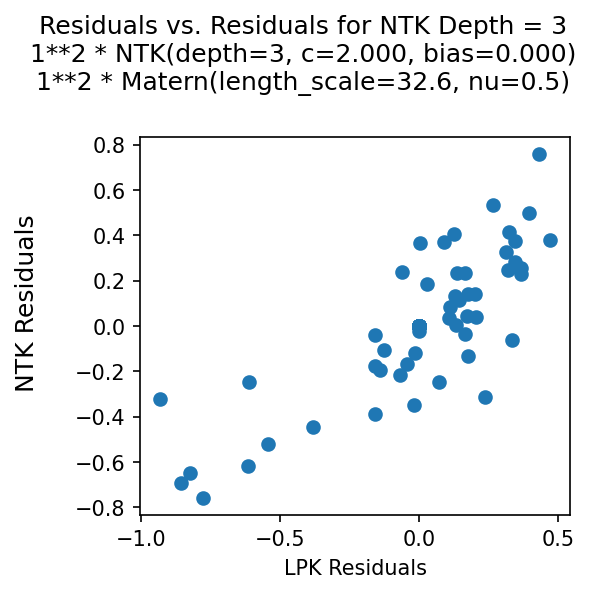 Residuals vs. Residuals for NTK Depth = 3
1**2 * NTK(depth=3, c=2.000, bias=0.000)
1**2 * Matern(length_scale=32.6, nu=0.5)
0.8
0.6
0.4
0.2
0.0
−0.2
−0.4
−0.6
−0.8
NTK Residuals
−1.0
−0.5
0.0
0.5
LPK Residuals